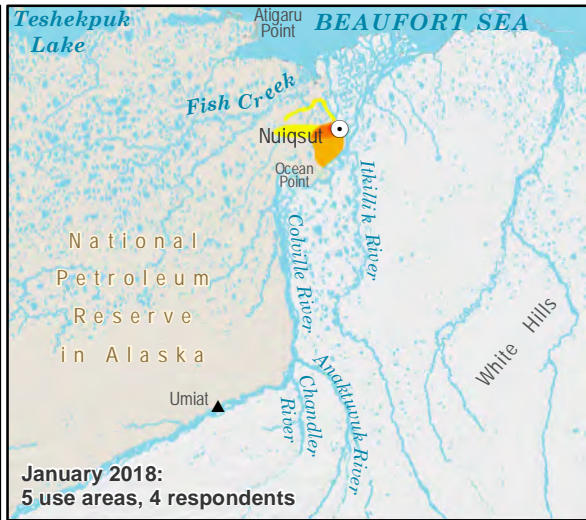 Teshekpuk
Lake
Atigaru
Point
BEAUFORT SEA
Fish Creek
Nuiqsut
Ocean
Point
Itkillik River
Colville River
National
Petroleum
Reserve
in Alaska
White Hills
Umiat
Chandler
River
Anaktuvuk River
January 2018:
5 use areas, 4 respondents